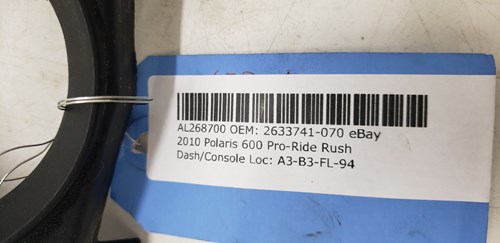 AL268700 OEM: 2633741-070 eBay
2010 Polaris 600 Pro-Ride Rush
Dash/Console Loc: A3-B3-FL-94